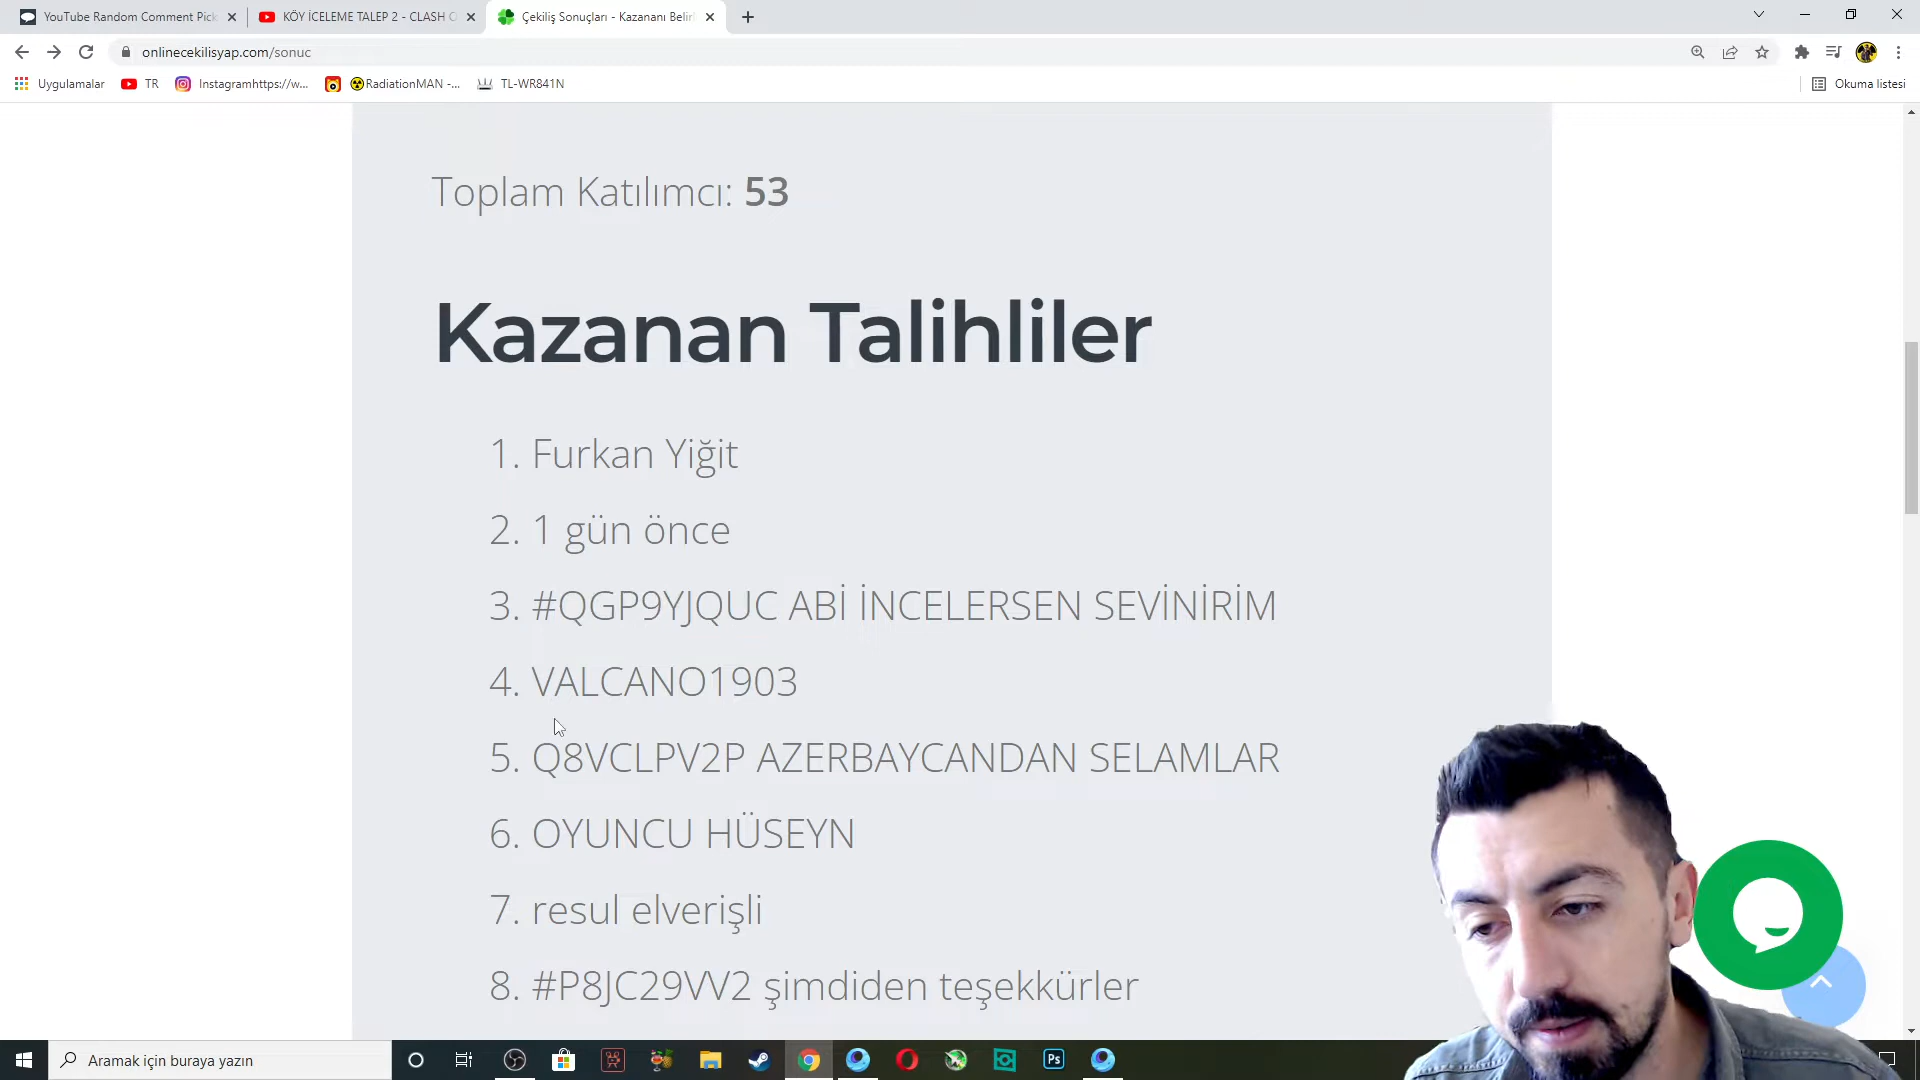 YouTube Random Comment Pick
KÖY İCELEME TALEP 2 - CLASH O
Çekiliş Sonuçları - Kazananı Belir
onlinecekilisyap.com/sonuc
Uygulamalar
TR
Instagramhttps://w...
RadiationMAN -...
TL-WR841N
Okuma listesi
Toplam Katılımcı: 53
Kazanan Talihliler
1. Furkan Yiğit
2. 1 gün önce
3. #QGP9YJQUC ABİ İNCELERSEN SEVİNİRİM
4. VALCANO1903
5. Q8VCLPV2P AZERBAYCANDAN SELAMLAR
6. OYUNCU HÜSEYN
7. resul elverişli
8. #P8JC29VV2 şimdiden teşekkürler
Aramak için buraya yazın
Ps